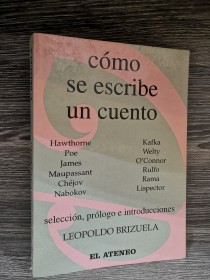 cómo
se escribe
un cuento
Hawthorne
Poe
James
Maupassant
Chéjov
Nabokov
Kafka
Welty
O'Connor
Rulfo
Rama
Lispector
selección, prólogo e introducciones
LEOPOLDO BRIZUELA
EL ATENEO